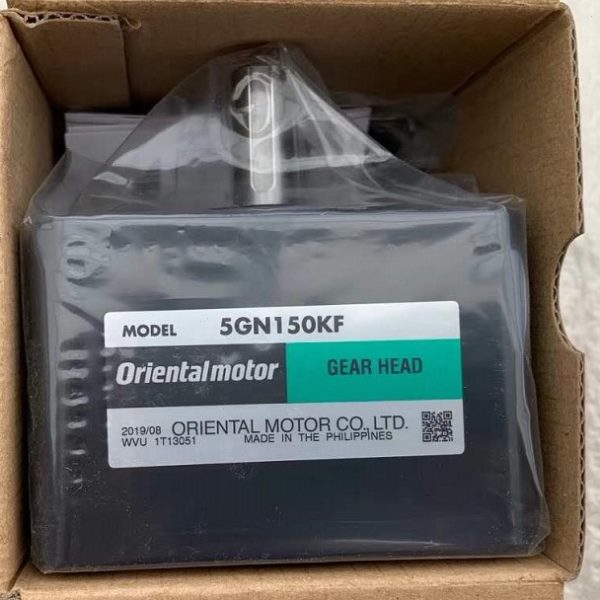 MODEL 5GN150KF
Orientalmotor GEAR HEAD
2019/08 ORIENTAL MOTOR CO., LTD.
WVU 1T13051 MADE IN THE PHILIPPINES